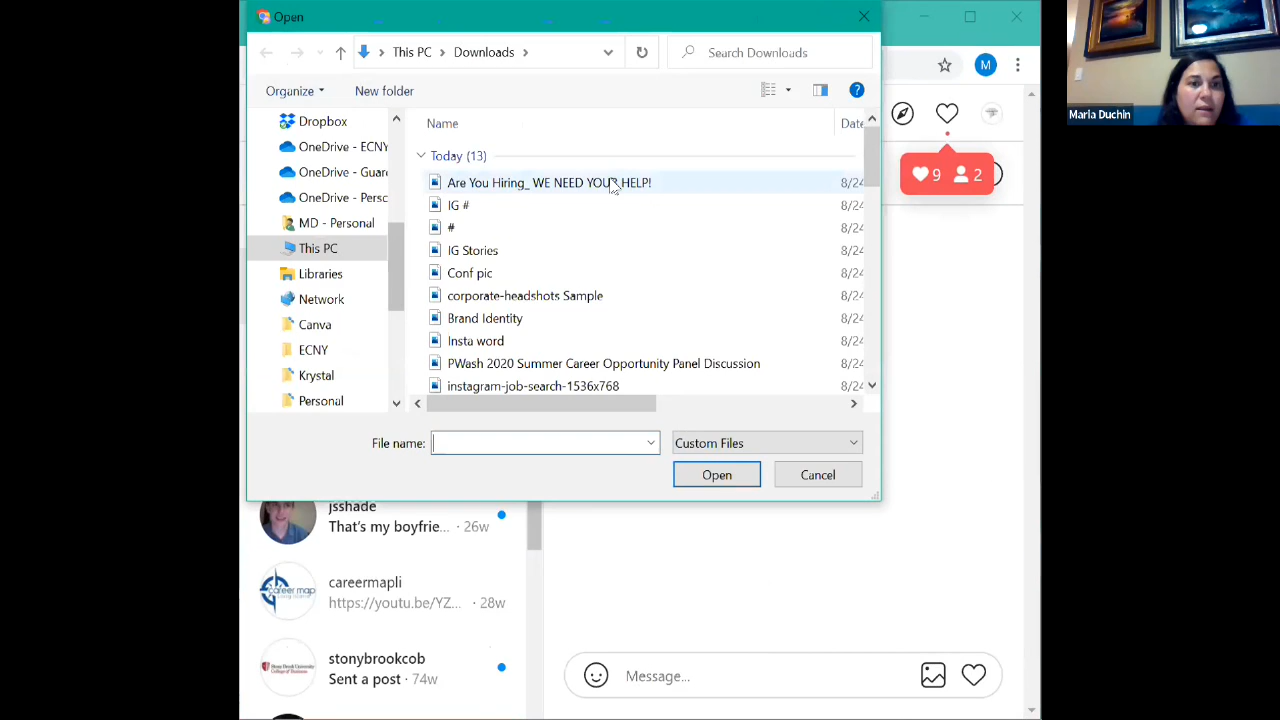 Open
This PC > Downloads >
Search Downloads
Organize
New folder
Dropbox
OneDrive - ECNY
OneDrive - Guar
OneDrive - Persc
MD - Personal
This PC
Libraries
Network
Canva
ECNY
Krystal
Personal
Name
Date
Today (13)
Are You Hiring_ WE NEED YOUR HELP! 8/24
IG # 8/24
# 8/24
IG Stories 8/24
Conf pic 8/24
corporate-headshots Sample 8/24
Brand Identity 8/24
Insta word 8/24
PWash 2020 Summer Career Opportunity Panel Discussion 8/24
instagram-job-search-1536x768 8/24
File name:
Custom Files
Open
Cancel
M
9 2
jsshade
That's my boyfrie... · 26w
careermapli
https://youtu.be/YZ... · 28w
stonybrookcob
Sent a post · 74w
Message...
Marla Duchin